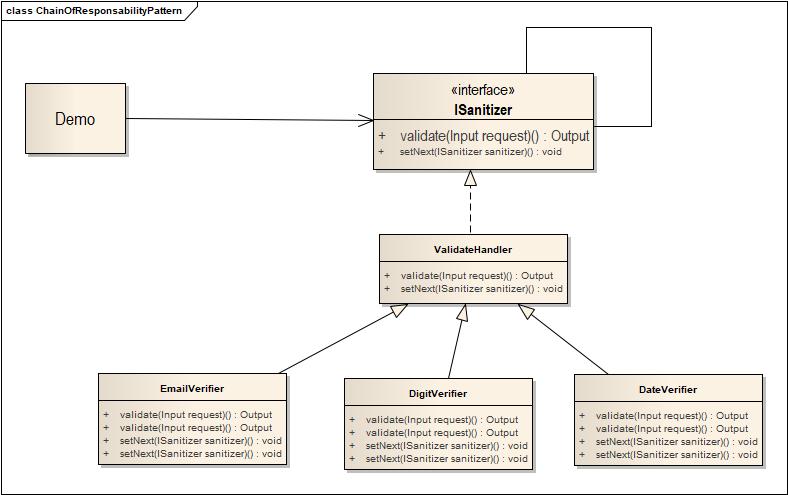 class ChainOfResponsabilityPattern
Demo
«interface»
ISanitizer
+ validate(Input request)() : Output
+ setNext(ISanitizer sanitizer)() : void
ValidateHandler
+ validate(Input request)() : Output
+ setNext(ISanitizer sanitizer)() : void
EmailVerifier
+ validate(Input request)() : Output
+ validate(Input request)() : Output
+ setNext(ISanitizer sanitizer)() : void
+ setNext(ISanitizer sanitizer)() : void
DigitVerifier
+ validate(Input request)() : Output
+ validate(Input request)() : Output
+ setNext(ISanitizer sanitizer)() : void
+ setNext(ISanitizer sanitizer)() : void
DateVerifier
+ validate(Input request)() : Output
+ validate(Input request)() : Output
+ setNext(ISanitizer sanitizer)() : void
+ setNext(ISanitizer sanitizer)() : void